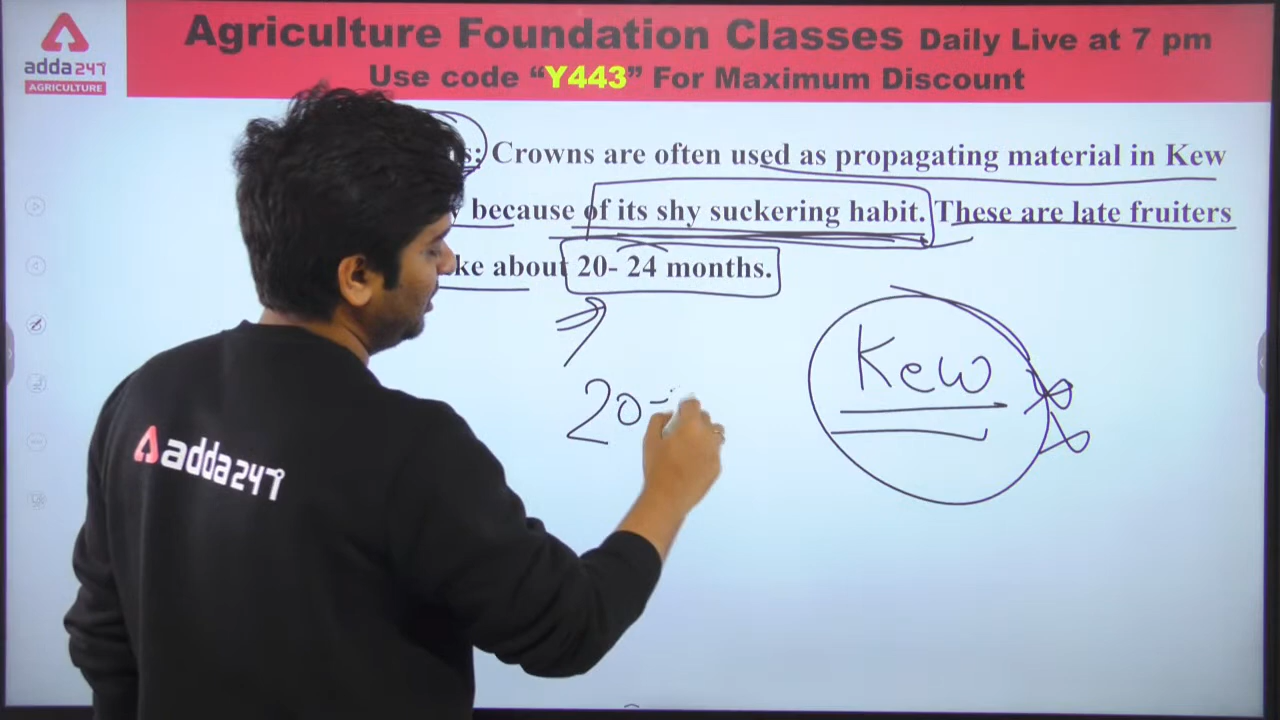 Agriculture Foundation Classes Daily Live at 7 pm
adda247
AGRICULTURE
Use code “Y443” For Maximum Discount
s; Crowns are often used as propagating material in Kew
y because of its shy suckering habit. These are late fruiters
ke about 20- 24 months.
Kew
20-
adda247